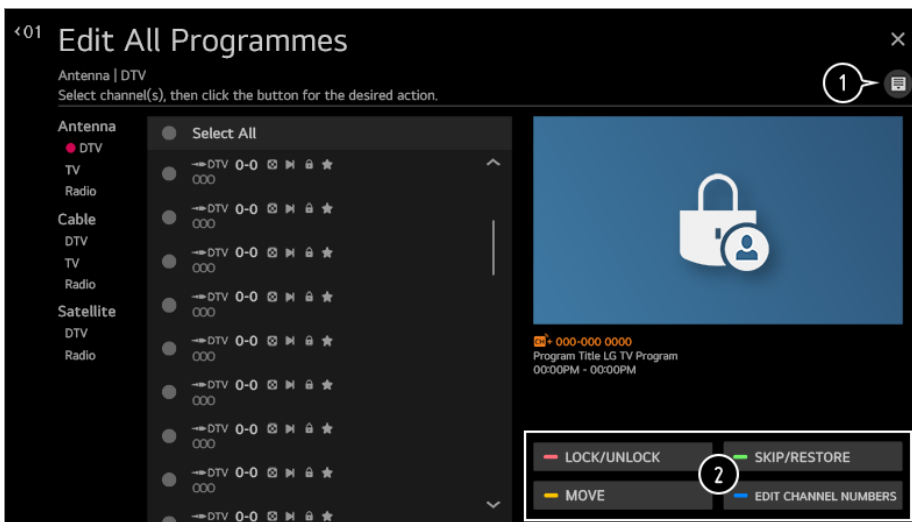 <01
Edit All Programmes
Antenna | DTV
Select channel(s), then click the button for the desired action.
1
Antenna
DTV
TV
Radio
Cable
DTV
TV
Radio
Satellite
DTV
Radio
Select All
DTV 0-0
000
DTV 0-0
000
DTV 0-0
000
DTV 0-0
000
DTV 0-0
000
DTV 0-0
000
DTV 0-0
000
DTV 0-0
000
DTV 0-0
CH+ 000-000 0000
Program Title LG TV Program
00:00PM - 00:00PM
LOCK/UNLOCK
SKIP/RESTORE
2
MOVE
EDIT CHANNEL NUMBERS